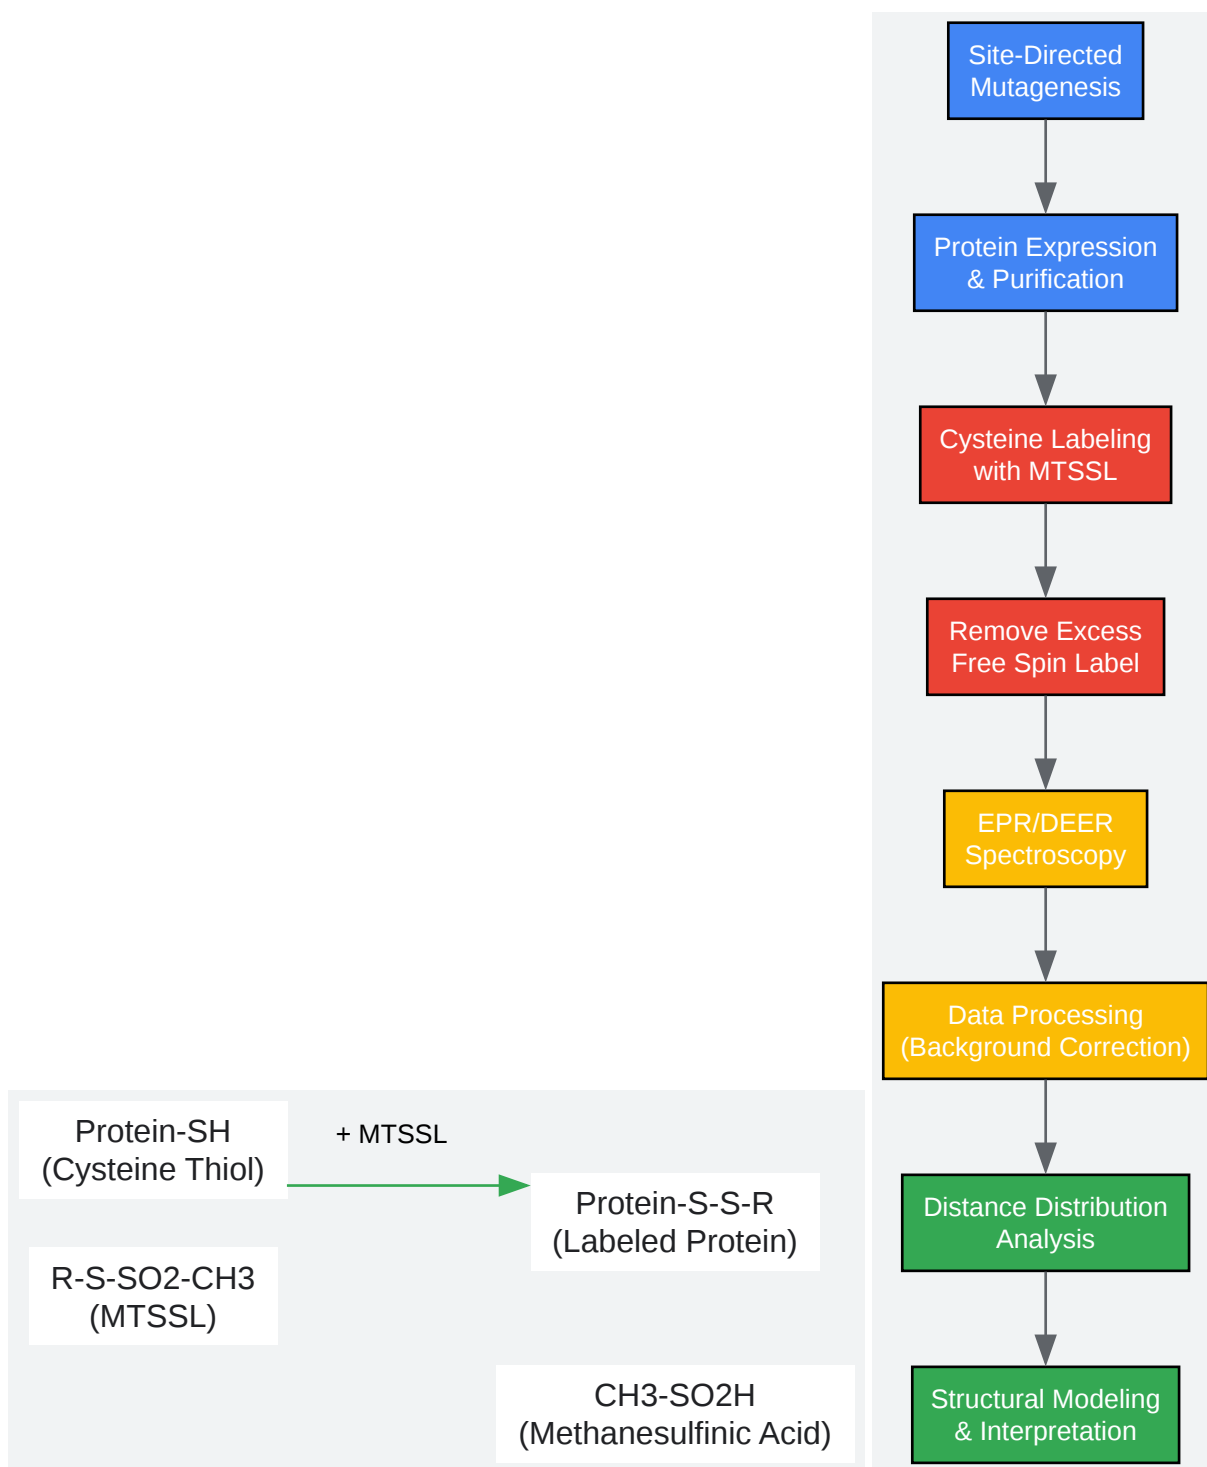 Site-Directed
Mutagenesis
Protein Expression
& Purification
Cysteine Labeling
with MTSSL
Remove Excess
Free Spin Label
EPR/DEER
Spectroscopy
Data Processing
(Background Correction)
Distance Distribution
Analysis
Structural Modeling
& Interpretation
Protein-SH
(Cysteine Thiol)
+ MTSSL
Protein-S-S-R
(Labeled Protein)
R-S-SO2-CH3
(MTSSL)
CH3-SO2H
(Methanesulfinic Acid)